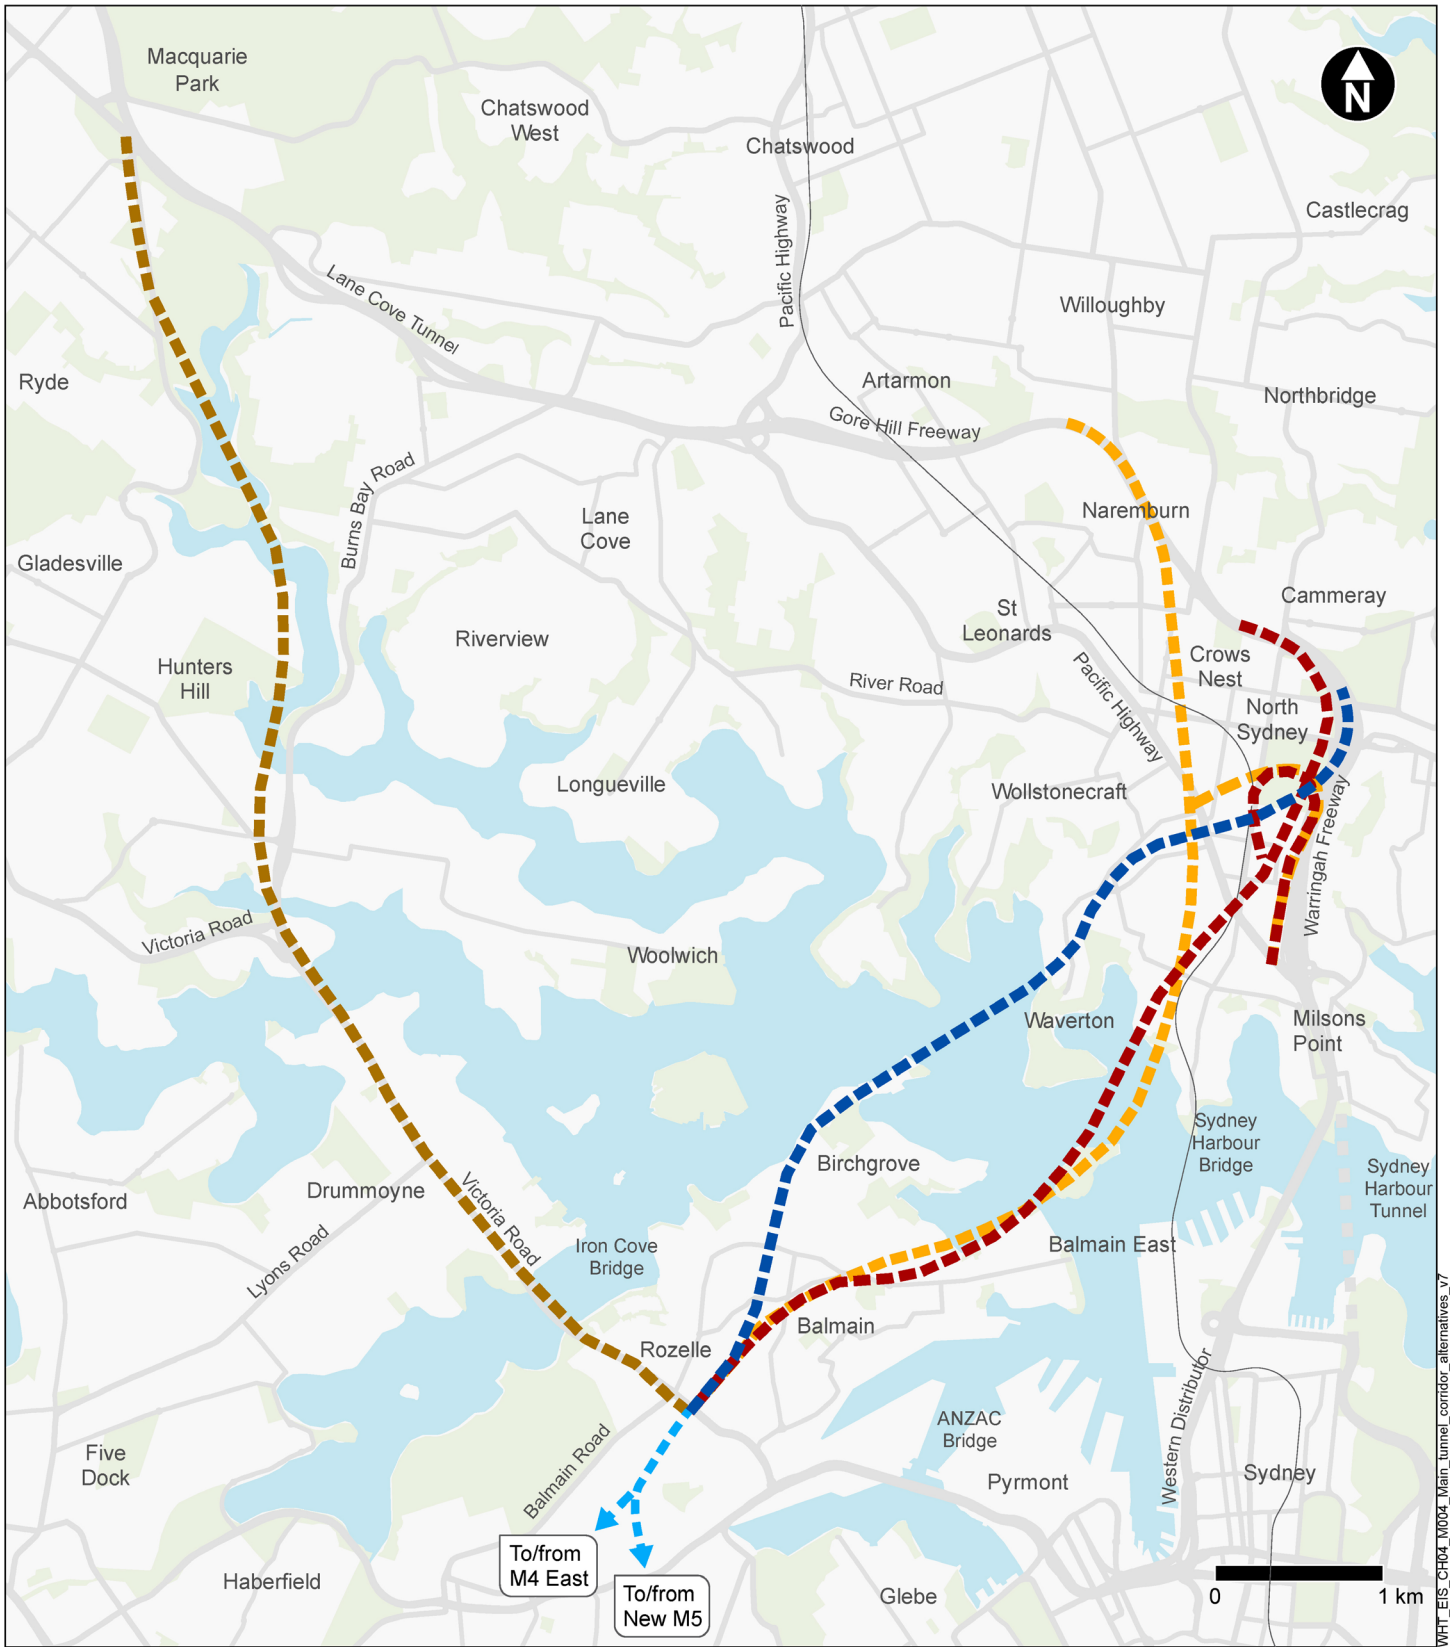 Macquarie
Park
N
Chatswood
West
Chatswood
Castlecrag
Pacific Highway
Lane Cove Tunnel
Willoughby
Ryde
Artarmon
Northbridge
Gore Hill Freeway
Burns Bay Road
Naremburn
Lane
Cove
Gladesville
Cammeray
St
Leonards
Riverview
Crows
Nest
Hunters
Hill
River Road
Pacific Highway
North
Sydney
Longueville
Wollstonecraft
Warringah Freeway
Victoria Road
Woolwich
Waverton
Milsons
Point
Sydney
Harbour
Bridge
Birchgrove
Sydney
Harbour
Tunnel
Abbotsford
Drummoyne
Victoria Road
Lyons Road
Iron Cove
Bridge
Balmain East
Balmain
Rozelle
Western Distributor
ANZAC
Bridge
Five
Dock
Balmain Road
Pyrmont
Sydney
To/from
M4 East
Haberfield
To/from
New M5
Glebe
0 1 km
WHT_EIS_CH04_M004_Main_tunnel_corridor_alternatives_v7